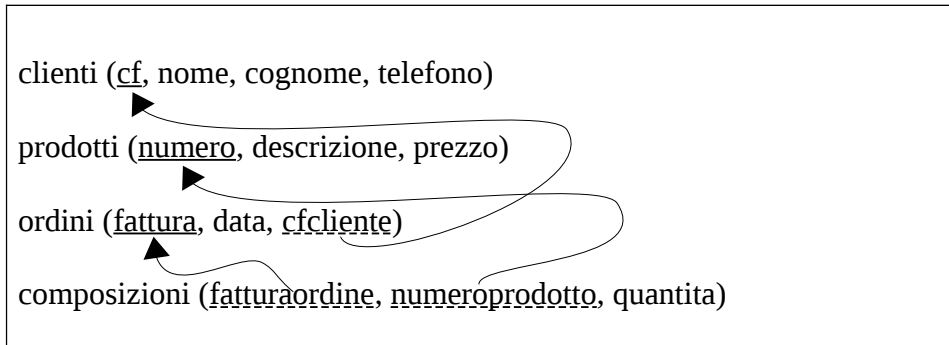 clienti (cf, nome, cognome, telefono)
prodotti (numero, descrizione, prezzo)
ordini (fattura, data, cfcliente)
composizioni (fatturaordine, numeroprodotto, quantita)